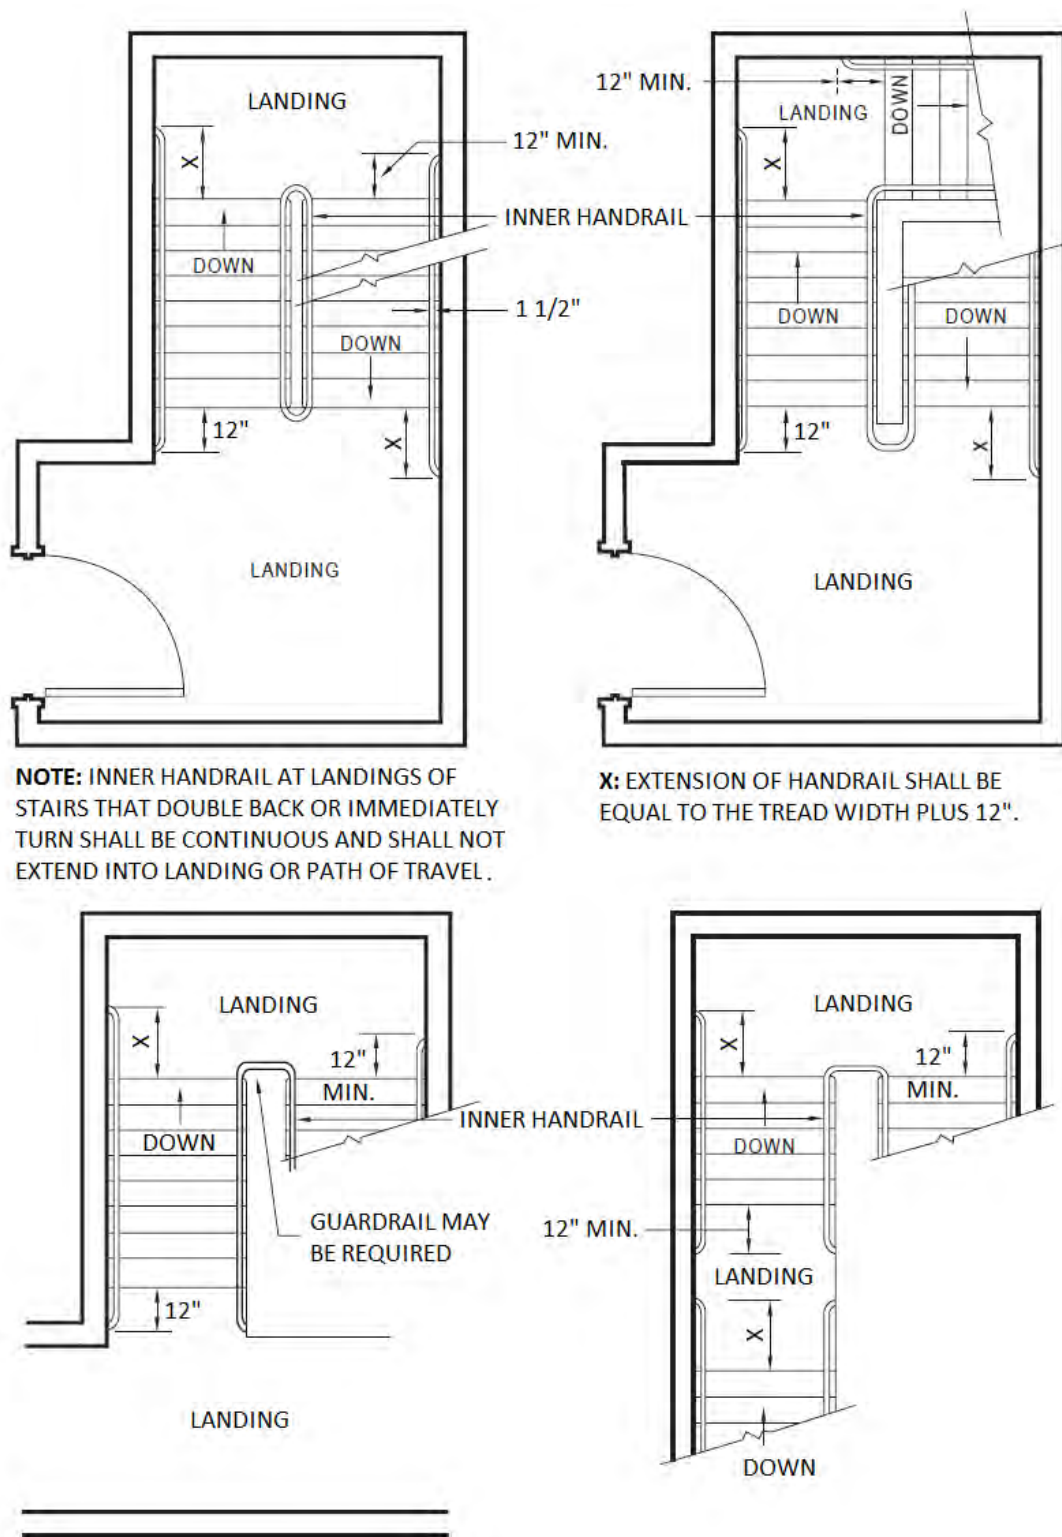 LANDING
X
12" MIN.
INNER HANDRAIL
DOWN
1 1/2"
DOWN
12"
X
LANDING
12" MIN.
LANDING
DOWN
X
DOWN
DOWN
12"
X
LANDING
NOTE: INNER HANDRAIL AT LANDINGS OF
STAIRS THAT DOUBLE BACK OR IMMEDIATELY
TURN SHALL BE CONTINUOUS AND SHALL NOT
EXTEND INTO LANDING OR PATH OF TRAVEL.
X: EXTENSION OF HANDRAIL SHALL BE
EQUAL TO THE TREAD WIDTH PLUS 12".
LANDING
X
12"
MIN.
INNER HANDRAIL
DOWN
GUARDRAIL MAY
BE REQUIRED
12"
LANDING
LANDING
X
12"
MIN.
DOWN
12" MIN.
LANDING
X
DOWN